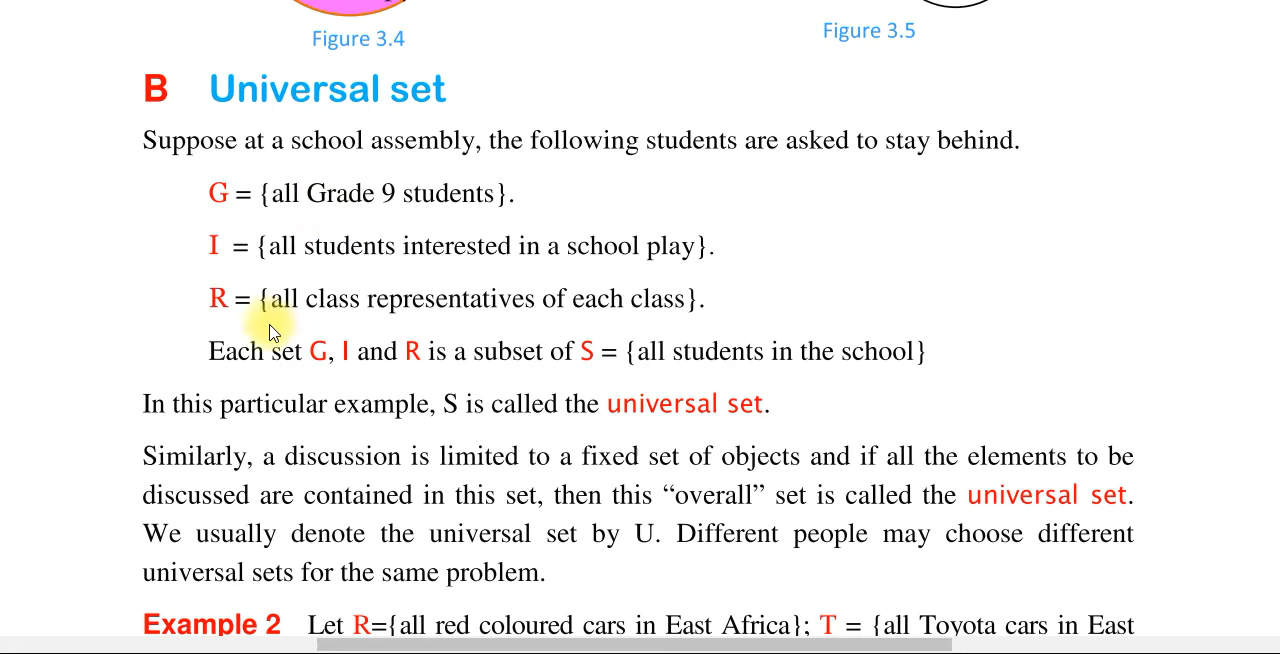 Figure 3.4
Figure 3.5
B Universal set
Suppose at a school assembly, the following students are asked to stay behind.
G = {all Grade 9 students}.
I = {all students interested in a school play}.
R = {all class representatives of each class}.
Each set G, I and R is a subset of S = {all students in the school}
In this particular example, S is called the universal set.
Similarly, a discussion is limited to a fixed set of objects and if all the elements to be
discussed are contained in this set, then this “overall” set is called the universal set.
We usually denote the universal set by U. Different people may choose different
universal sets for the same problem.
Example 2 Let R={all red coloured cars in East Africa}; T = {all Toyota cars in East